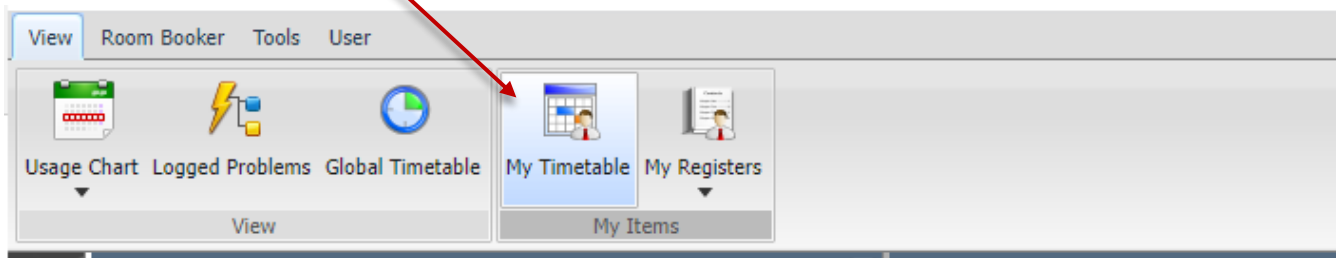 View Room Booker Tools User
Usage Chart Logged Problems Global Timetable My Timetable My Registers
View My Items